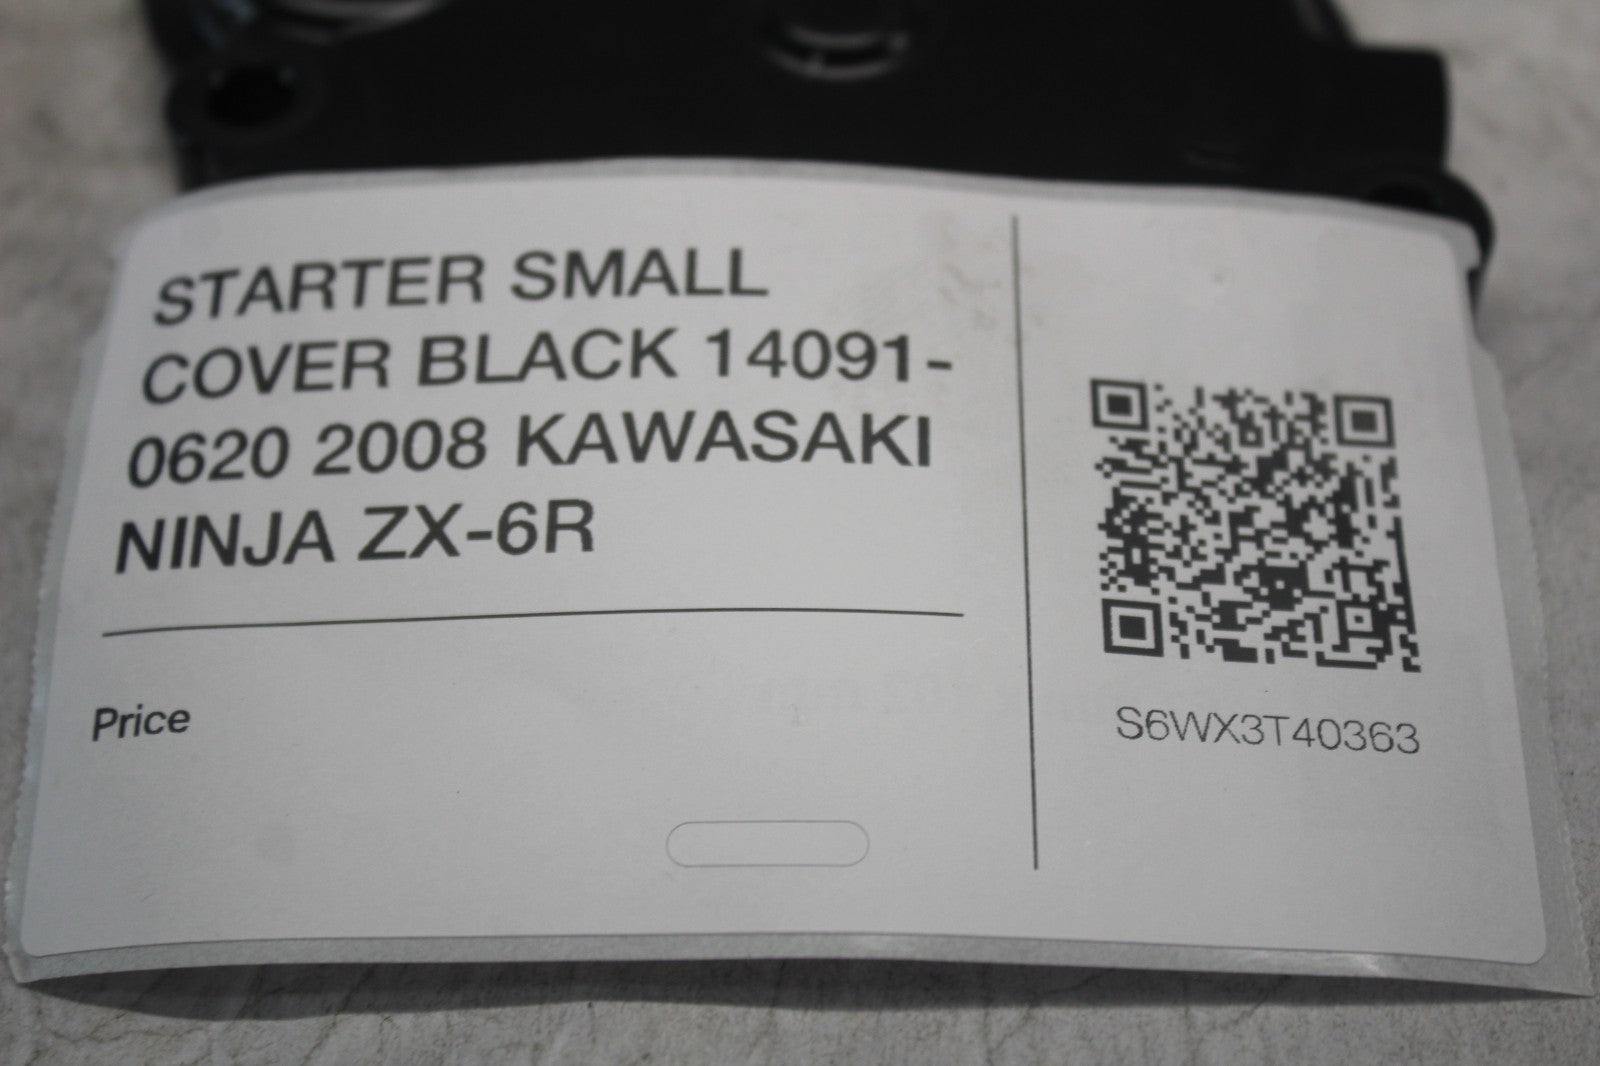 STARTER SMALL
COVER BLACK 14091-
0620 2008 KAWASAKI
NINJA ZX-6R
Price
S6WX3T40363